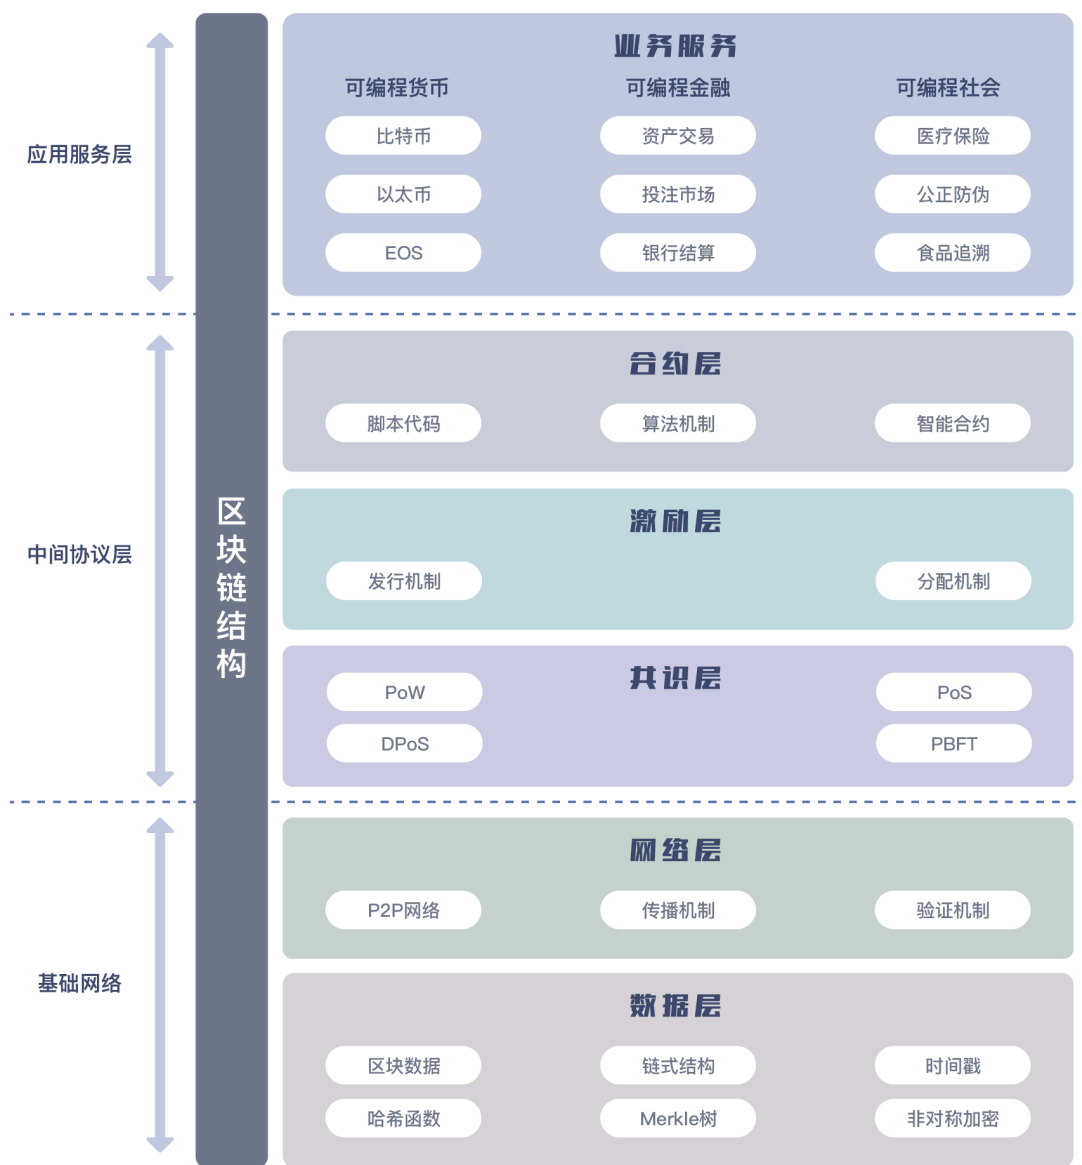 业务服务
可编程货币 可编程金融 可编程社会
比特币 资产交易 医疗保险
应用服务层
以太币 投注市场 公正防伪
EOS 银行结算 食品追溯
合约层
脚本代码 算法机制 智能合约
区块链结构
激励层
中间协议层
发行机制 分配机制
共识层
PoW PoS
DPoS PBFT
网络层
P2P网络 传播机制 验证机制
基础网络
数据层
区块数据 链式结构 时间戳
哈希函数 Merkle树 非对称加密